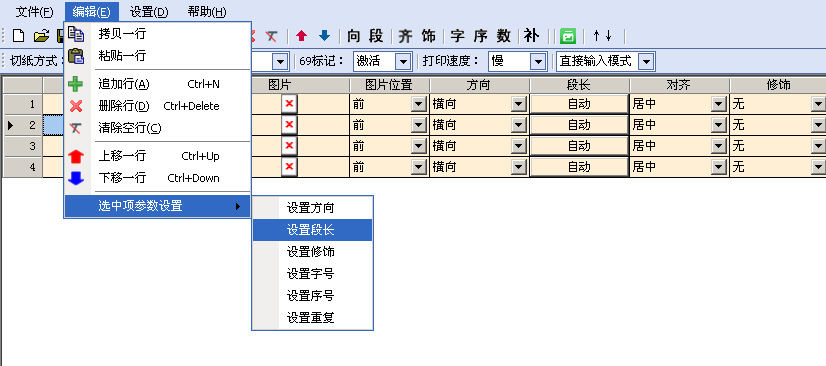 文件(F) 编辑(E) 设置(D) 帮助(H)
向 段 齐 饰 字 序 数 补
切纸方式: 69标记: 激活 打印速度: 慢 直接输入模式
图片 图片位置 方向 段长 对齐 修饰
1 前 横向 自动 居中 无
2 前 横向 自动 居中 无
3 前 横向 自动 居中 无
4 前 横向 自动 居中 无
拷贝一行
粘贴一行
追加行(A) Ctrl+N
删除行(D) Ctrl+Delete
清除空行(C)
上移一行 Ctrl+Up
下移一行 Ctrl+Down
选中项参数设置
设置方向
设置段长
设置修饰
设置字号
设置序号
设置重复